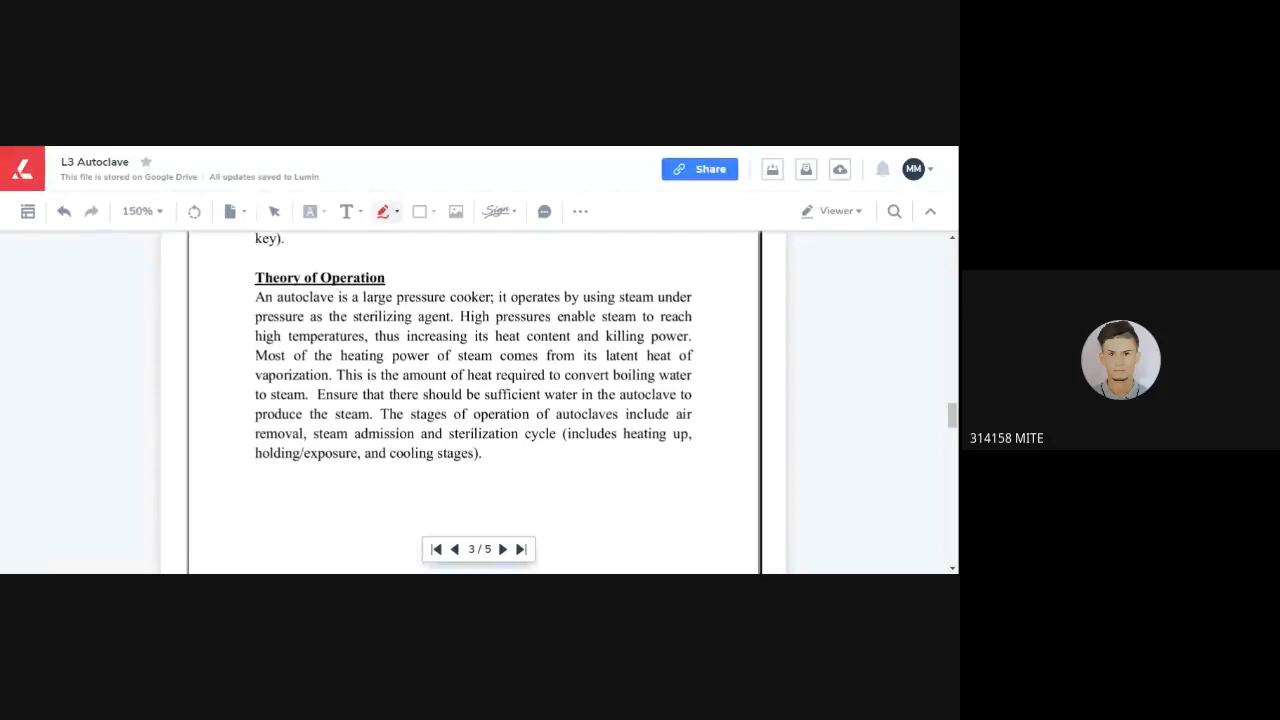 L3 Autoclave
This file is stored on Google Drive
All updates saved to Lumin
Share
MM
150%
A
T
Sign
Viewer
key).
Theory of Operation
An autoclave is a large pressure cooker; it operates by using steam under
pressure as the sterilizing agent. High pressures enable steam to reach
high temperatures, thus increasing its heat content and killing power.
Most of the heating power of steam comes from its latent heat of
vaporization. This is the amount of heat required to convert boiling water
to steam.  Ensure that there should be sufficient water in the autoclave to
produce the steam. The stages of operation of autoclaves include air
removal, steam admission and sterilization cycle (includes heating up,
holding/exposure, and cooling stages).
3 / 5
314158 MITE